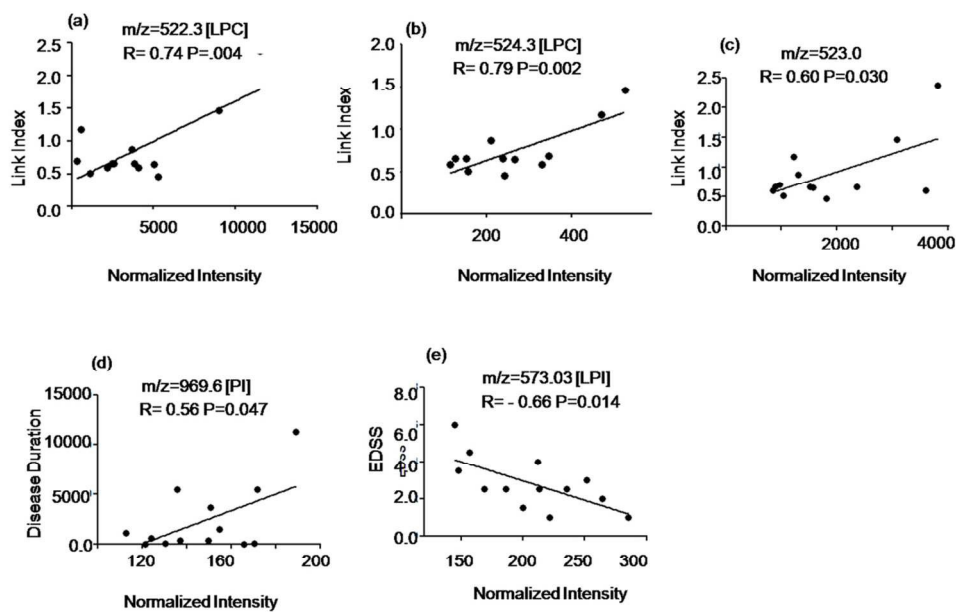 (a)
m/z=522.3 [LPC]
R= 0.74 P=.004
2.5
2.0
1.5
1.0
0.5
0.0
Link Index
5000
10000
15000
Normalized Intensity
(b)
m/z=524.3 [LPC]
R= 0.79 P=0.002
2.0
1.5
1.0
0.5
0.0
Link Index
200
400
Normalized Intensity
(c)
m/z=523.0
R= 0.60 P=0.030
2.5
2.0
1.5
1.0
0.5
0.0
Link Index
2000
4000
Normalized Intensity
(d)
m/z=969.6 [PI]
R= 0.56 P=0.047
15000
10000
5000
0.0
Disease Duration
120
160
200
Normalized Intensity
(e)
m/z=573.03 [LPI]
R= - 0.66 P=0.014
8.0
6.0
4.0
2.0
0.0
EDSS
150
200
250
300
Normalized Intensity